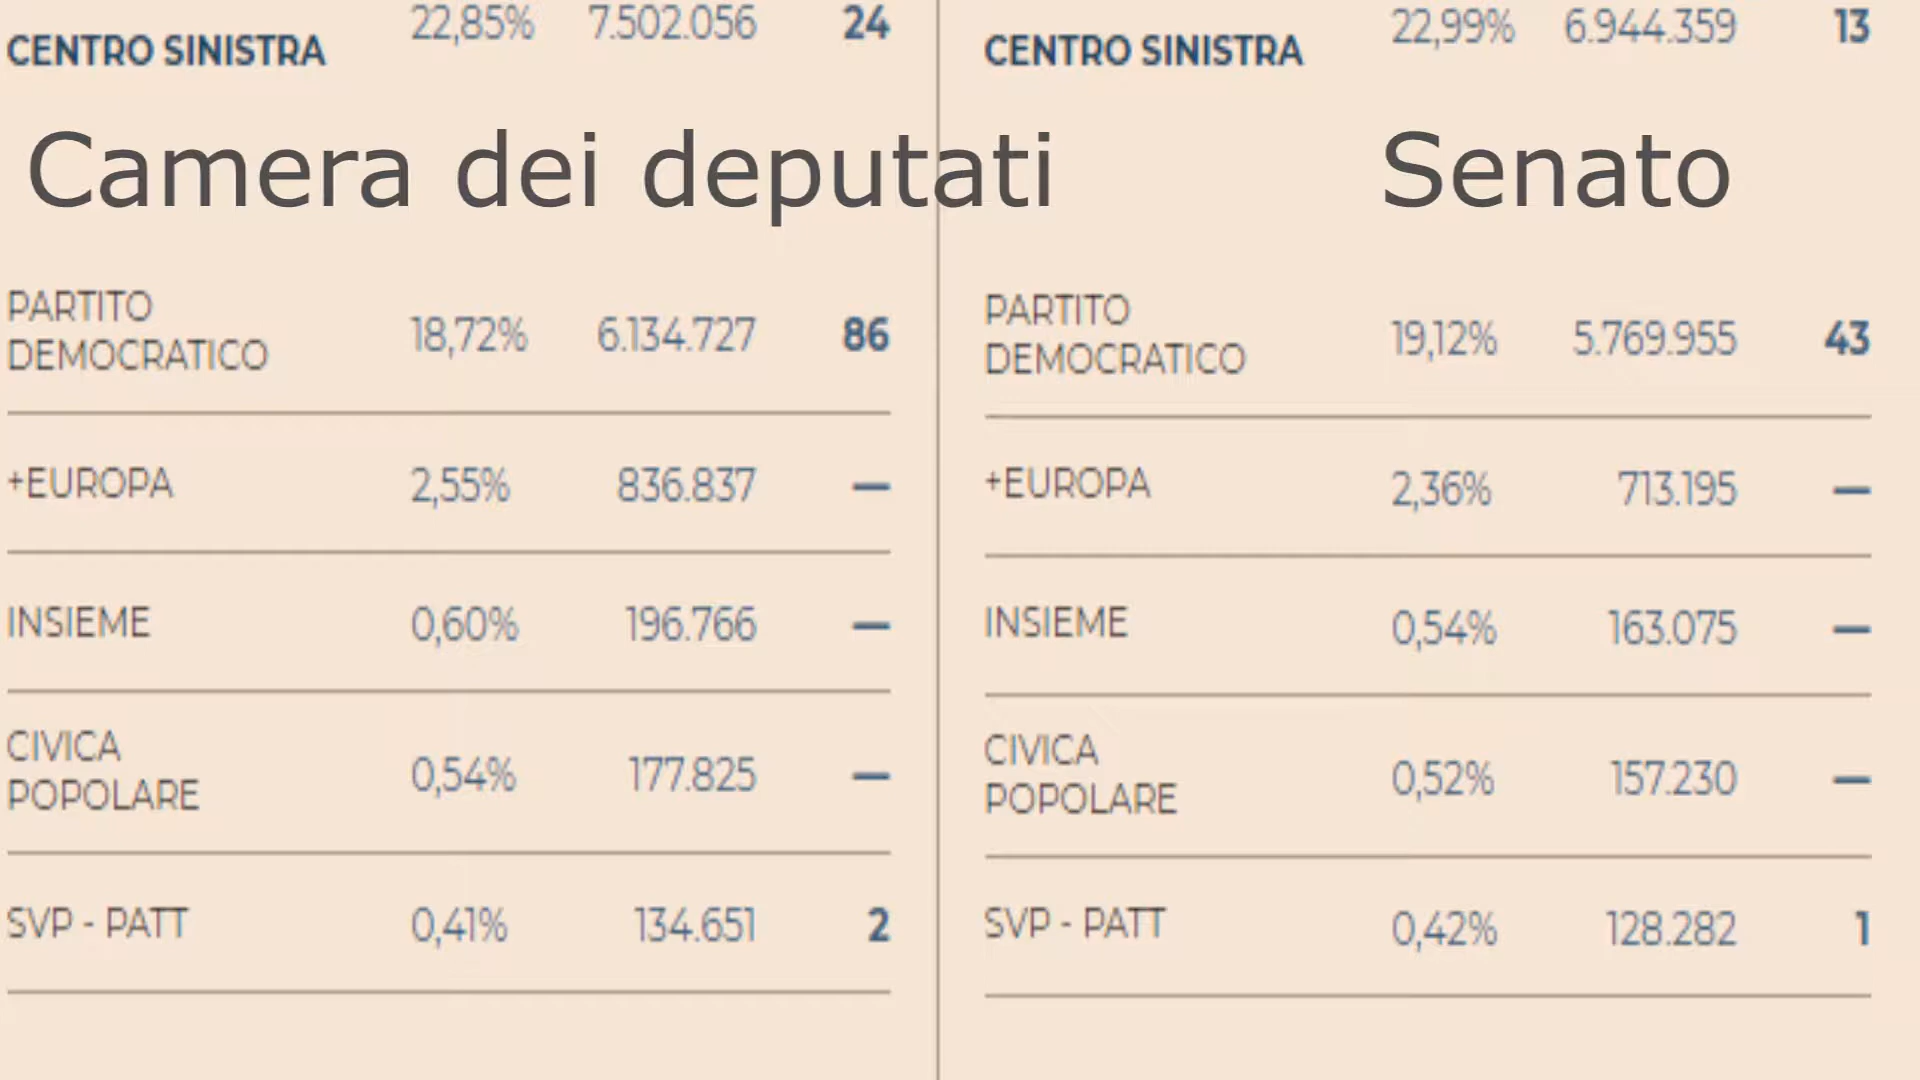 CENTRO SINISTRA 22,85% 7.502.056 24
CENTRO SINISTRA 22,99% 6.944.359 13
Camera dei deputati
Senato
PARTITO
DEMOCRATICO 18,72% 6.134.727 86
+EUROPA 2,55% 836.837 —
INSIEME 0,60% 196.766 —
CIVICA
POPOLARE 0,54% 177.825 —
SVP - PATT 0,41% 134.651 2
PARTITO
DEMOCRATICO 19,12% 5.769.955 43
+EUROPA 2,36% 713.195 —
INSIEME 0,54% 163.075 —
CIVICA
POPOLARE 0,52% 157.230 —
SVP - PATT 0,42% 128.282 1